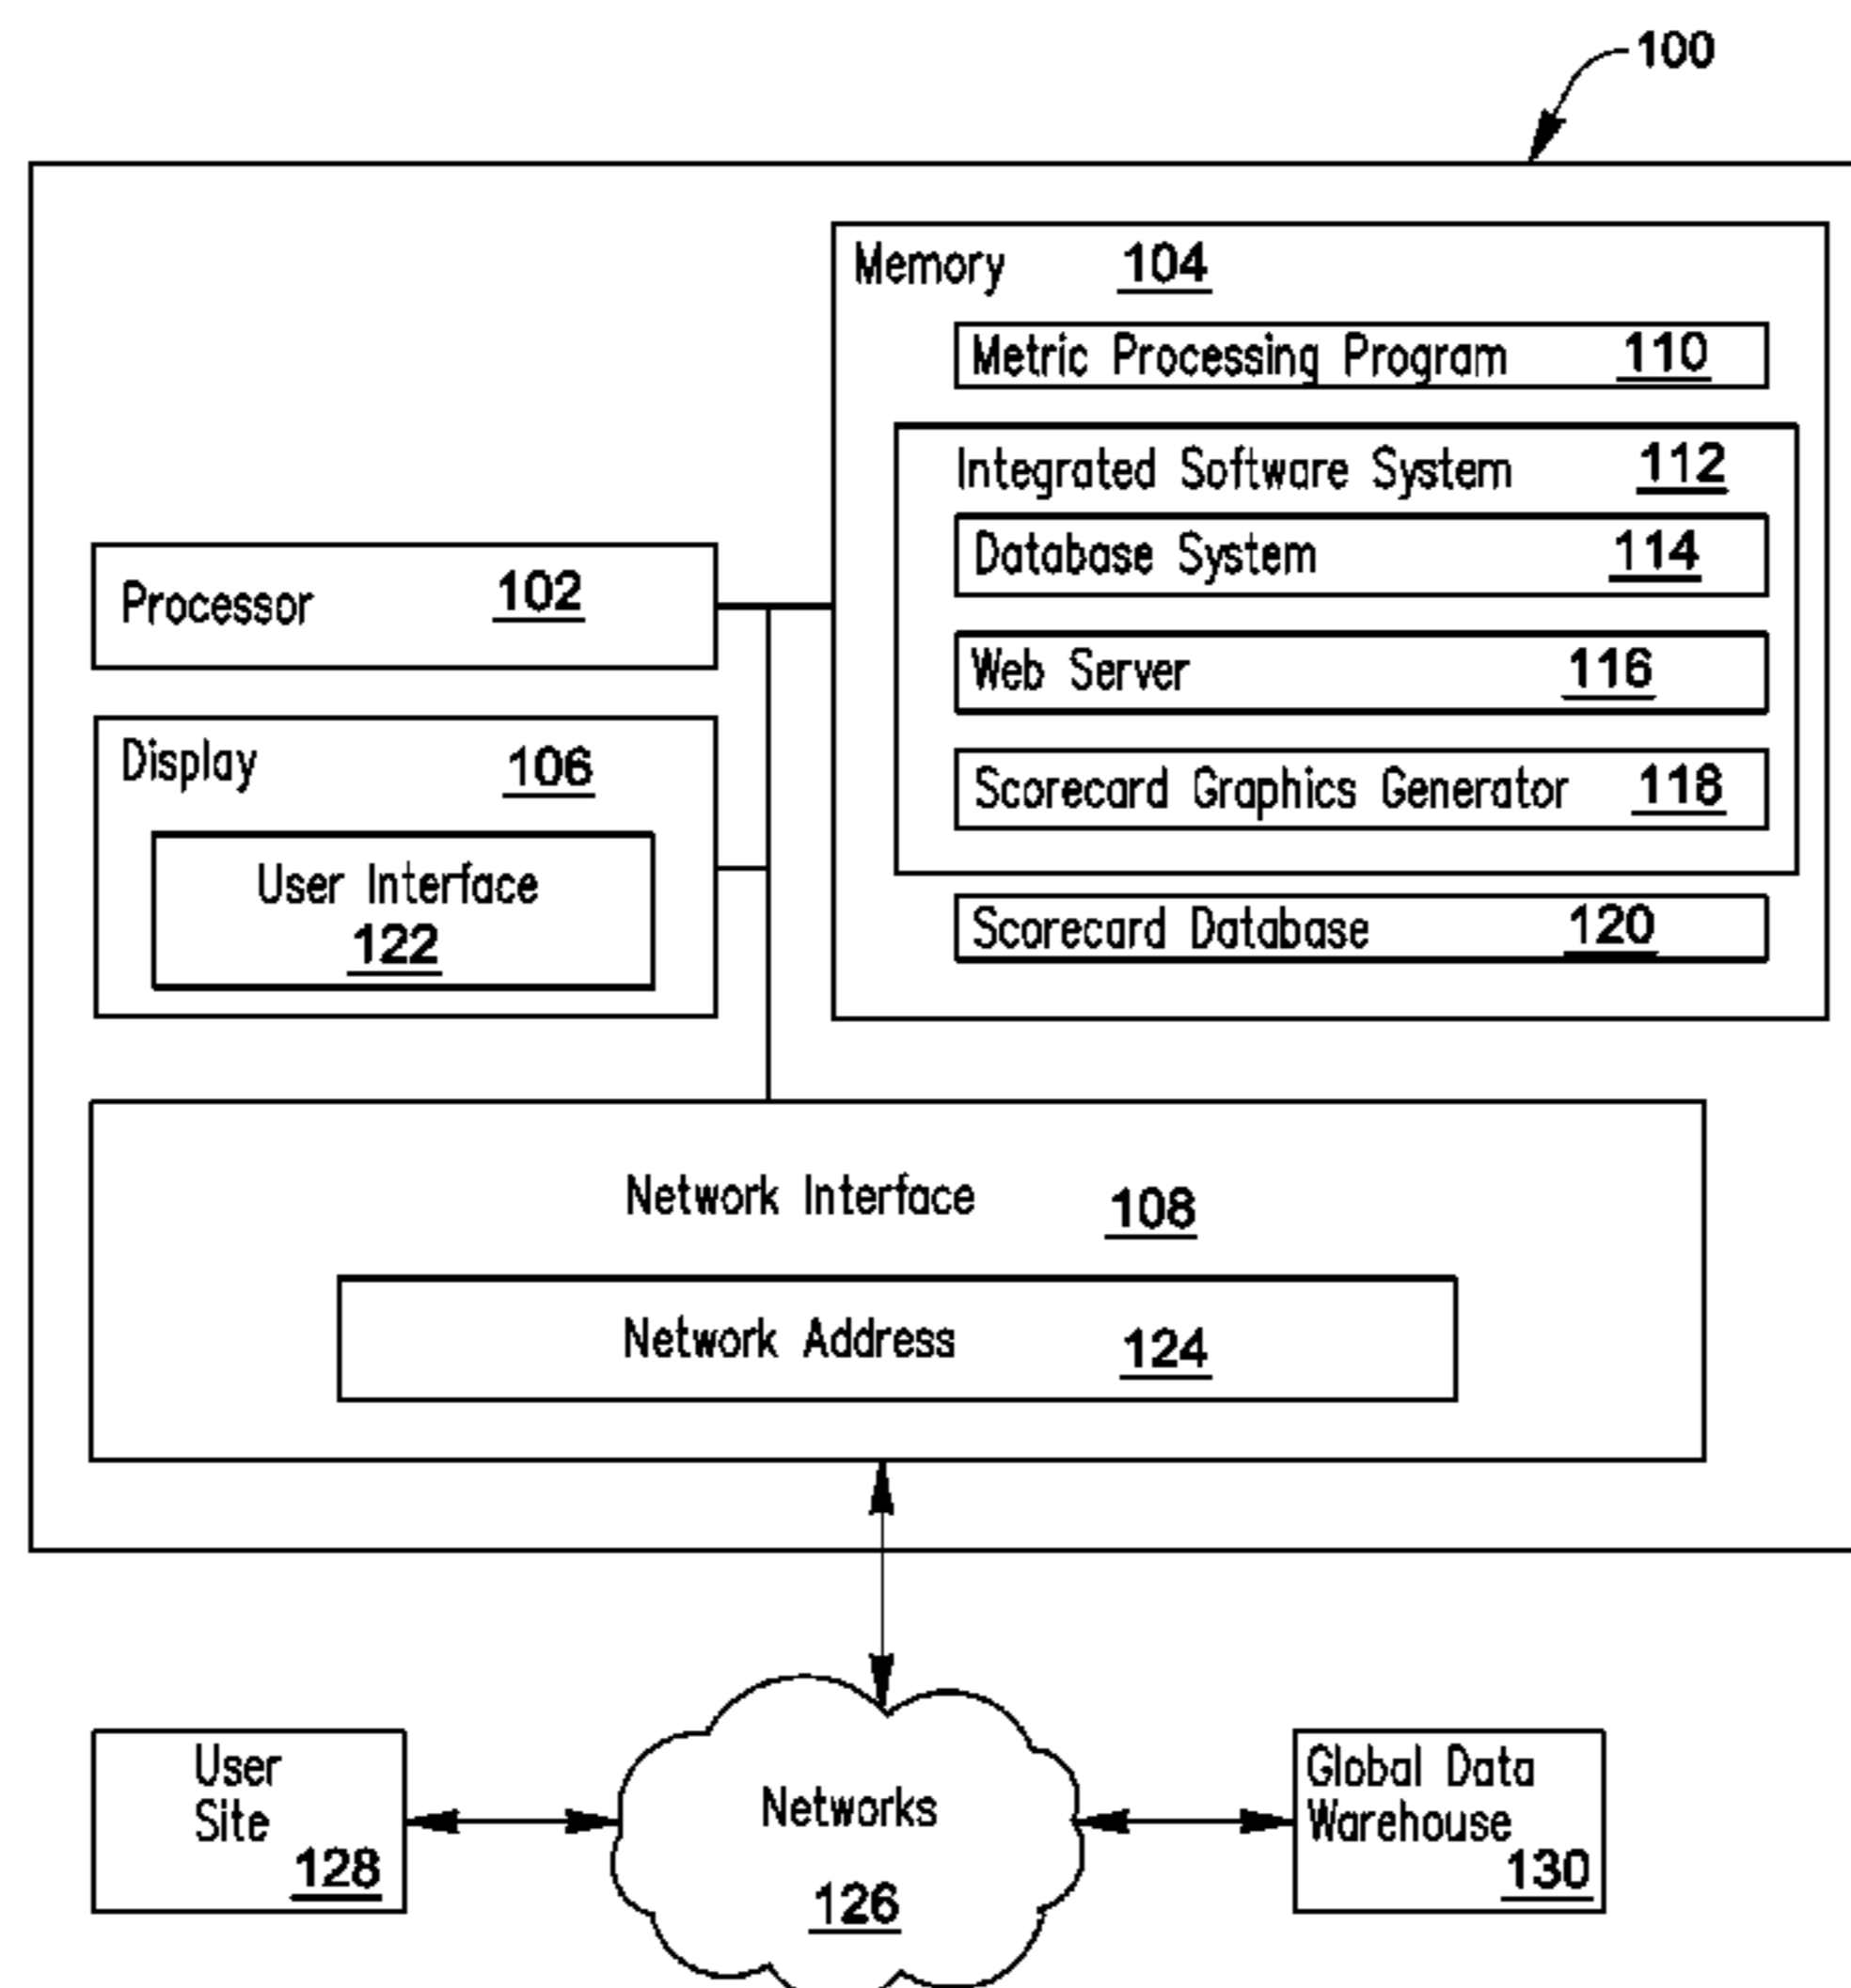 100
Memory 104
Metric Processing Program 110
Integrated Software System 112
Database System 114
Web Server 116
Scorecard Graphics Generator 118
Scorecard Database 120
Processor 102
Display 106
User Interface
122
Network Interface 108
Network Address 124
User
Site
128
Networks
126
Global Data
Warehouse
130